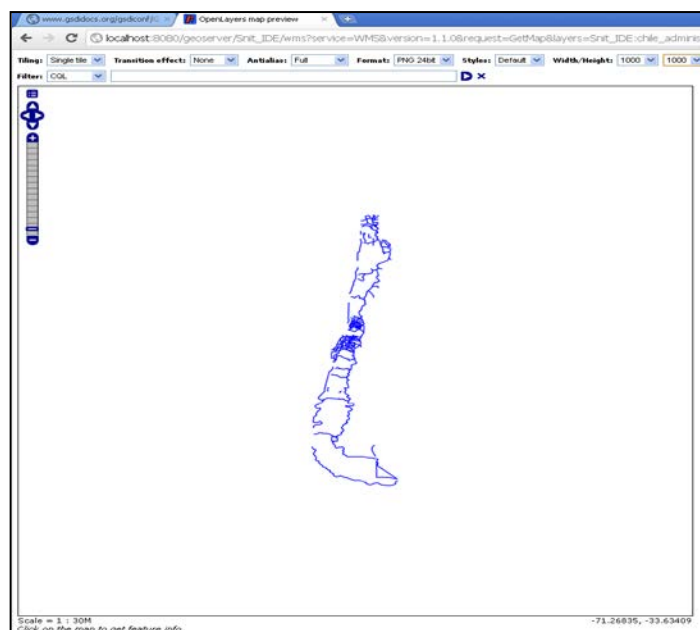 www.gsdidocs.org/gsdiconf/G OpenLayers map preview
localhost:8080/geoserver/Snit_IDE/wms?service=WMS&version=1.1.0&request=GetMap&layers=Snit_IDE:chile_adminis
Tiling: Single tile Transition effect: None Antialias: Full Format: PNG 24bit Styles: Default Width/Height: 1000 1000
Filter: CQL
Scale = 1 : 30M -71.26835, -33.63409
Click on the map to get feature info